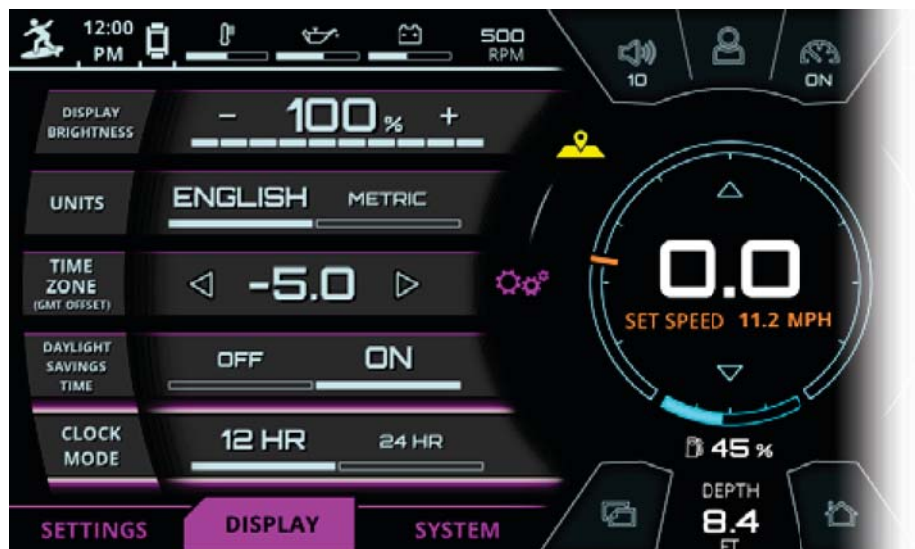 12:00
PM
500
RPM
10
ON
DISPLAY
BRIGHTNESS
- 100% +
UNITS
ENGLISH METRIC
TIME
ZONE
(GMT OFFSET)
-5.0
DAYLIGHT
SAVINGS
TIME
OFF ON
CLOCK
MODE
12 HR 24 HR
SETTINGS DISPLAY SYSTEM
0.0
SET SPEED 11.2 MPH
45 %
DEPTH
8.4
FT